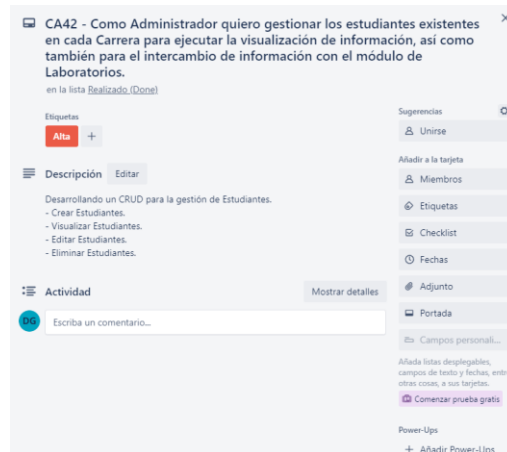 CA42 - Como Administrador quiero gestionar los estudiantes existentes
en cada Carrera para ejecutar la visualización de información, así como
también para el intercambio de información con el módulo de
Laboratorios.
en la lista Realizado (Done)
Etiquetas
Alta
Descripción Editar
Desarrollando un CRUD para la gestión de Estudiantes.
- Crear Estudiantes.
- Visualizar Estudiantes.
- Editar Estudiantes.
- Eliminar Estudiantes.
Actividad Mostrar detalles
DG Escriba un comentario...
Sugerencias
Unirse
Añadir a la tarjeta
Miembros
Etiquetas
Checklist
Fechas
Adjunto
Portada
Campos personali...
Añada listas desplegables,
campos de texto y fechas, entr
otras cosas, a sus tarjetas.
Comenzar prueba gratis
Power-Ups
+ Añadir Power-Ups